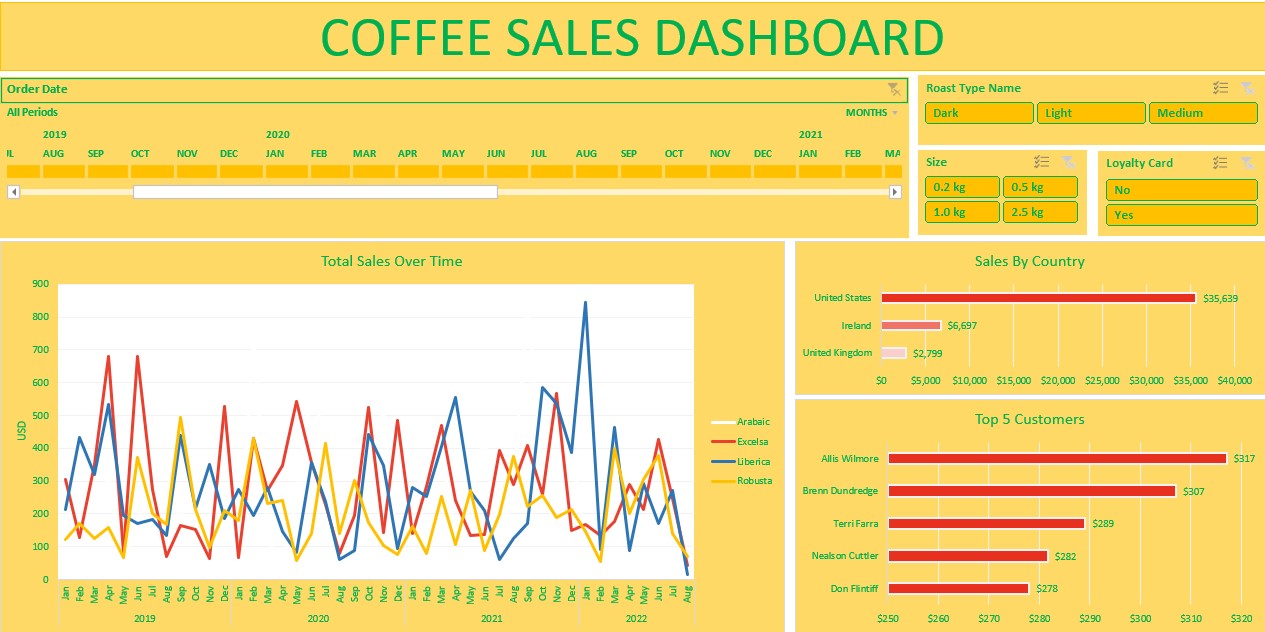 COFFEE SALES DASHBOARD
Order Date
All Periods MONTHS
2019 2020 2021
AUG SEP OCT NOV DEC JAN FEB MAR APR MAY JUN JUL AUG SEP OCT NOV DEC JAN FEB MA
Roast Type Name
Dark Light Medium
Size
0.2 kg 0.5 kg
1.0 kg 2.5 kg
Loyalty Card
No
Yes
Total Sales Over Time
900
800
700
600
500
400
300
200
100
0
USD
Jan Feb Mar Apr May Jun Jul Aug Sep Oct Nov Dec Jan Feb Mar Apr May Jun Jul Aug Sep Oct Nov Dec Jan Feb Mar Apr May Jun Jul Aug Sep Oct Nov Dec Jan Feb Mar Apr May Jun Jul Aug
2019 2020 2021 2022
Arabaic
Excelsa
Liberica
Robusta
Sales By Country
United States $35,639
Ireland $6,697
United Kingdom $2,799
$0 $5,000 $10,000 $15,000 $20,000 $25,000 $30,000 $35,000 $40,000
Top 5 Customers
Allis Wilmore $317
Brenn Dundredge $307
Terri Farra $289
Nealson Cuttler $282
Don Flintiff $278
$250 $260 $270 $280 $290 $300 $310 $320